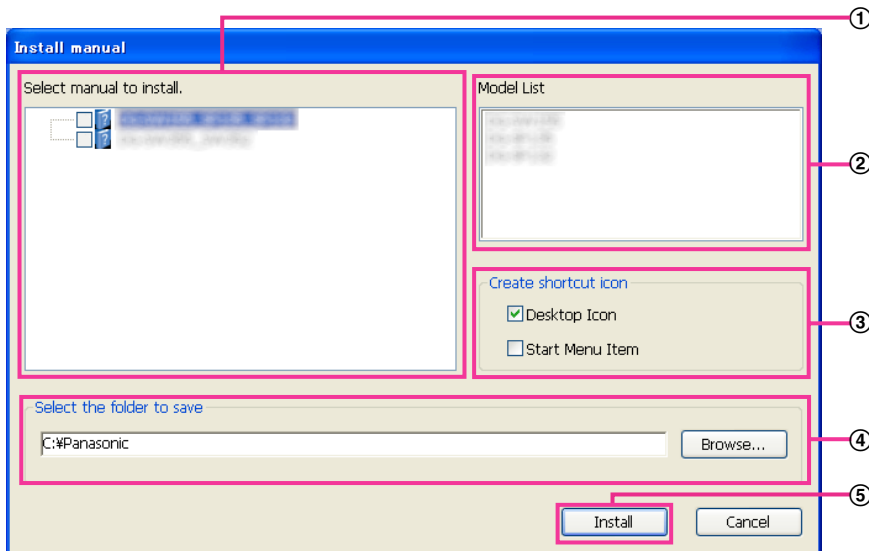 ①
Install manual
Select manual to install.
Model List
②
Create shortcut icon
Desktop Icon
③
Start Menu Item
Select the folder to save
C:¥Panasonic
Browse...
④
⑤
Install
Cancel